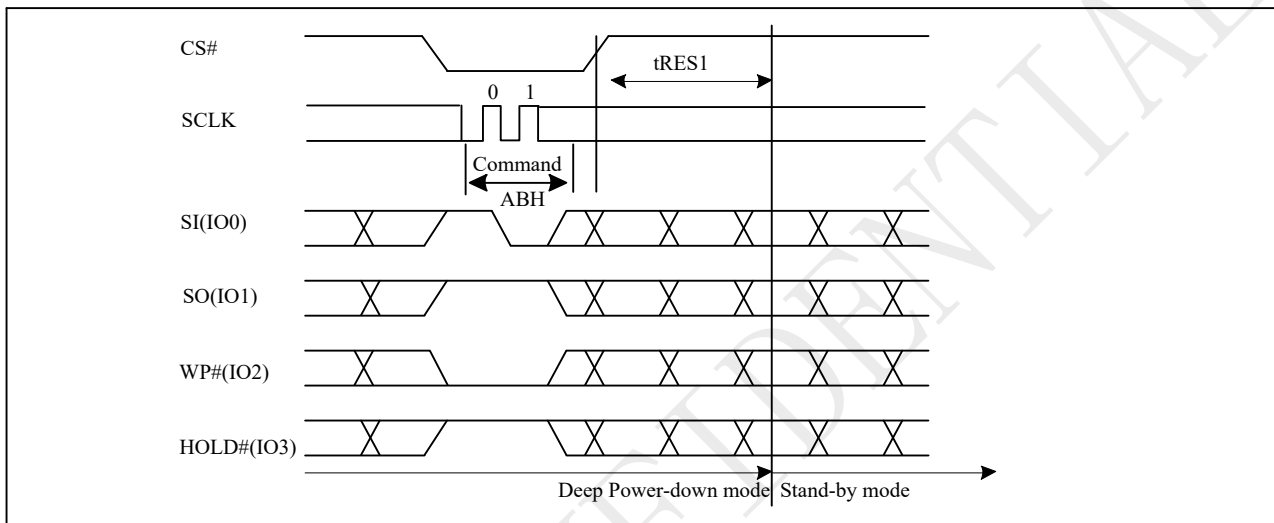 CS#
tRES1
0 1
SCLK
Command
ABH
SI(IO0)
SO(IO1)
WP#(IO2)
HOLD#(IO3)
Deep Power-down mode Stand-by mode